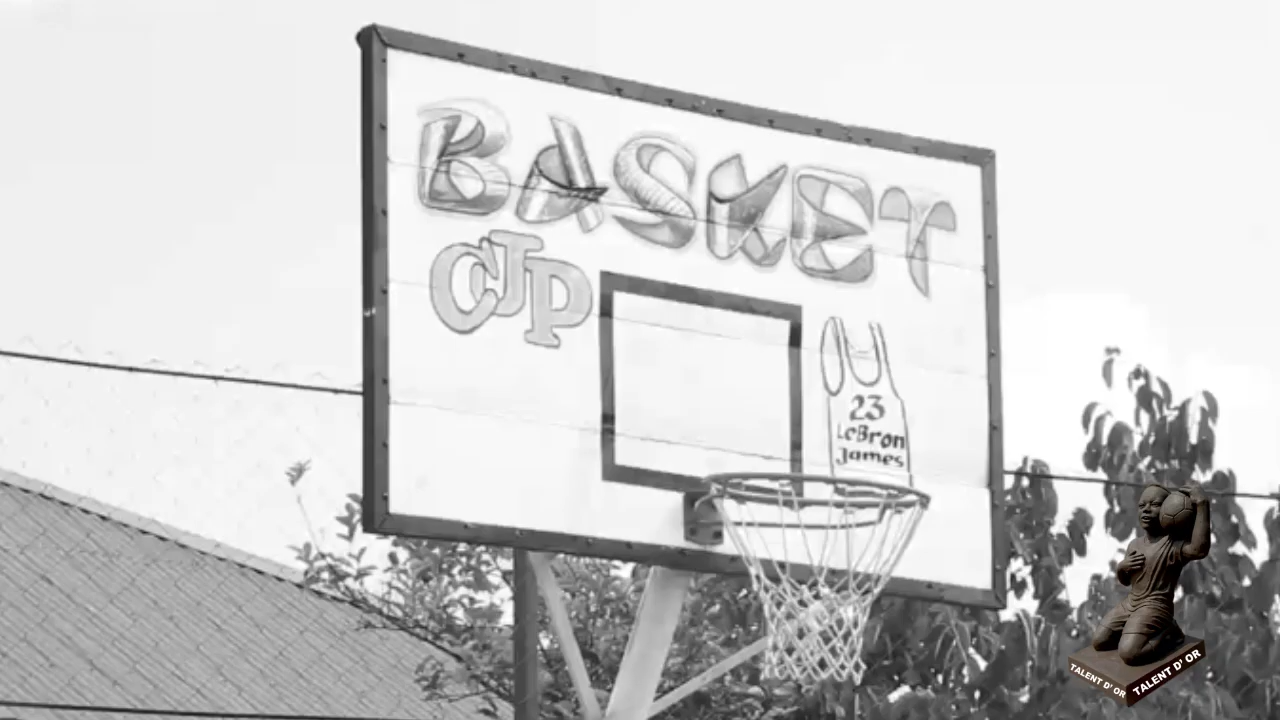 BASKET
CJP
23
LeBron
James
TALENT D' OR
TALENT D' OR